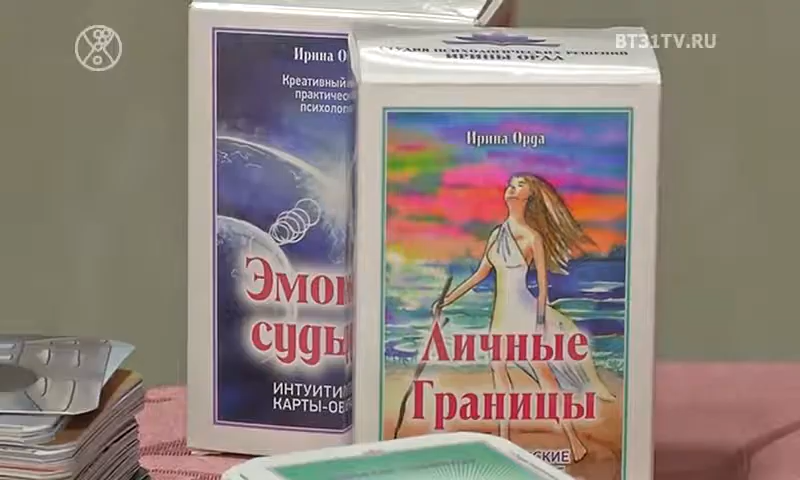 BT31TV.RU
Ирина О
Креативный
практическ
психологи
Эмоц
судь
ИНТУИТИ
КАРТЫ-ОБ
СТУДИЯ ПСИХОЛОГИЧЕСКИХ РЕШЕНИЙ
ИРИНЫ ОРДА
Ирина Орда
Личные
Границы